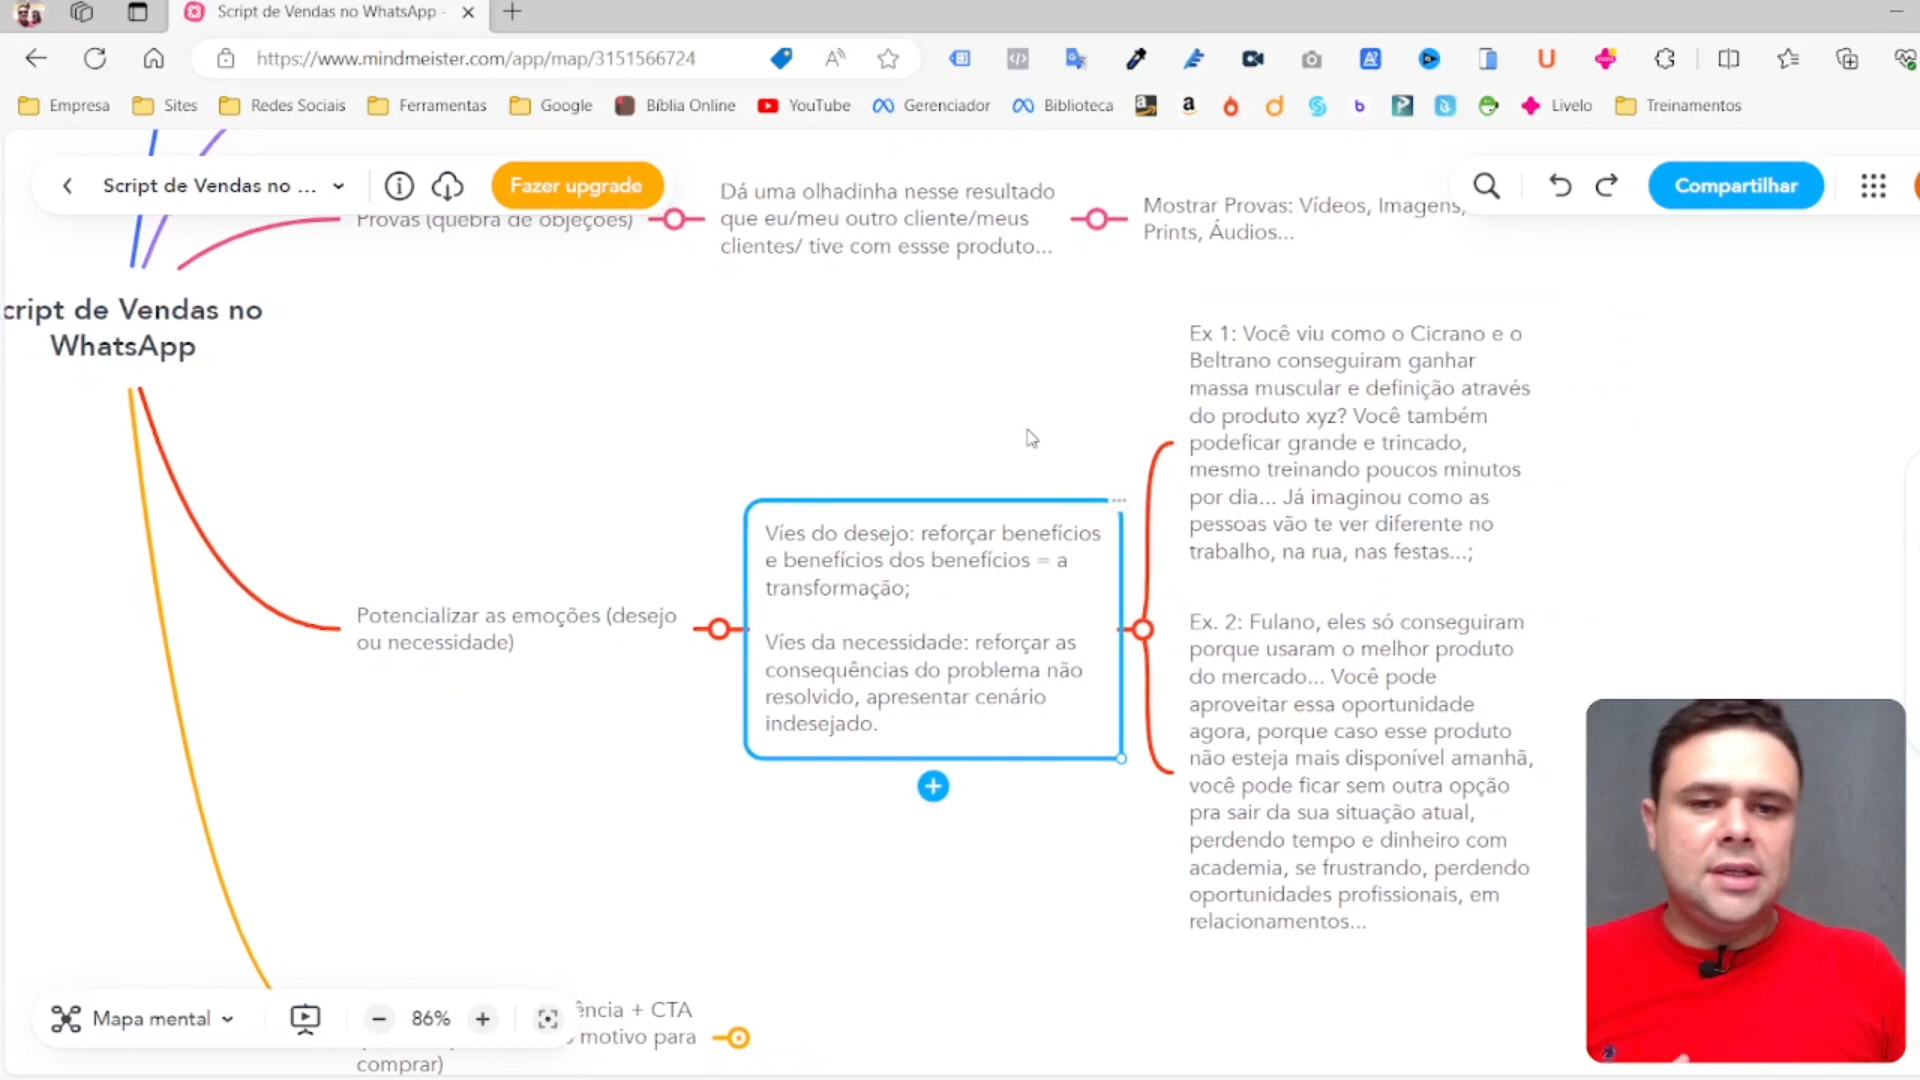 Script de Vendas no WhatsApp -
https://www.mindmeister.com/app/map/3151566724
Empresa
Sites
Redes Sociais
Ferramentas
Google
Bíblia Online
YouTube
Gerenciador
Biblioteca
Livelo
Treinamentos
Script de Vendas no ...
Fazer upgrade
Compartilhar
Provas (quebra de objeções)
Dá uma olhadinha nesse resultado
que eu/meu outro cliente/meus
clientes/ tive com essse produto...
Mostrar Provas: Vídeos, Imagens,
Prints, Áudios...
cript de Vendas no
WhatsApp
Potencializar as emoções (desejo
ou necessidade)
Víes do desejo: reforçar benefícios
e benefícios dos benefícios = a
transformação;
Víes da necessidade: reforçar as
consequências do problema não
resolvido, apresentar cenário
indesejado.
Ex 1: Você viu como o Cicrano e o
Beltrano conseguiram ganhar
massa muscular e definição através
do produto xyz? Você também
podeficar grande e trincado,
mesmo treinando poucos minutos
por dia... Já imaginou como as
pessoas vão te ver diferente no
trabalho, na rua, nas festas...;
Ex. 2: Fulano, eles só conseguiram
porque usaram o melhor produto
do mercado... Você pode
aproveitar essa oportunidade
agora, porque caso esse produto
não esteja mais disponível amanhã,
você pode ficar sem outra opção
pra sair da sua situação atual,
perdendo tempo e dinheiro com
academia, se frustrando, perdendo
oportunidades profissionais, em
relacionamentos...
ência + CTA
motivo para
comprar)
Mapa mental
86%